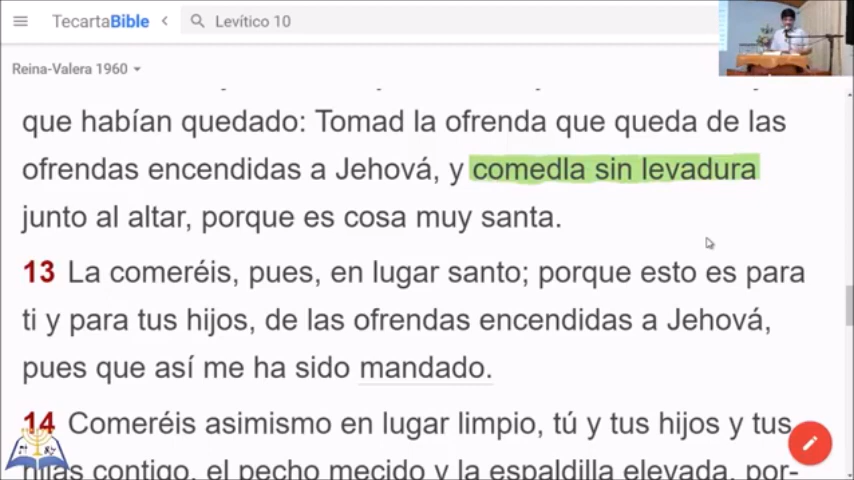 TecartaBible
Levítico 10
Reina-Valera 1960
que habían quedado: Tomad la ofrenda que queda de las
ofrendas encendidas a Jehová, y comedla sin levadura
junto al altar, porque es cosa muy santa.
13 La comeréis, pues, en lugar santo; porque esto es para
ti y para tus hijos, de las ofrendas encendidas a Jehová,
pues que así me ha sido mandado.
14 Comeréis asimismo en lugar limpio, tú y tus hijos y tus
hijas contigo, el pecho mecido y la espaldilla elevada, por-